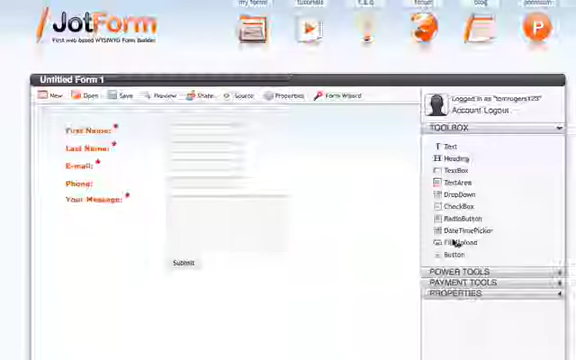 my forms tutorials F.A.Q forum blog premium
JotForm
First web based WYSIWYG Form Builder
P
Untitled Form 1
New Open Save Preview Share Source Properties Form Wizard
Logged in as "tomrogers123"
Account Logout
TOOLBOX
First Name: *
Last Name: *
E-mail: *
Phone:
Your Message: *
Submit
Text
Heading
TextBox
TextArea
DropDown
CheckBox
RadioButton
DateTimePicker
FileUpload
Button
POWER TOOLS
PAYMENT TOOLS
PROPERTIES